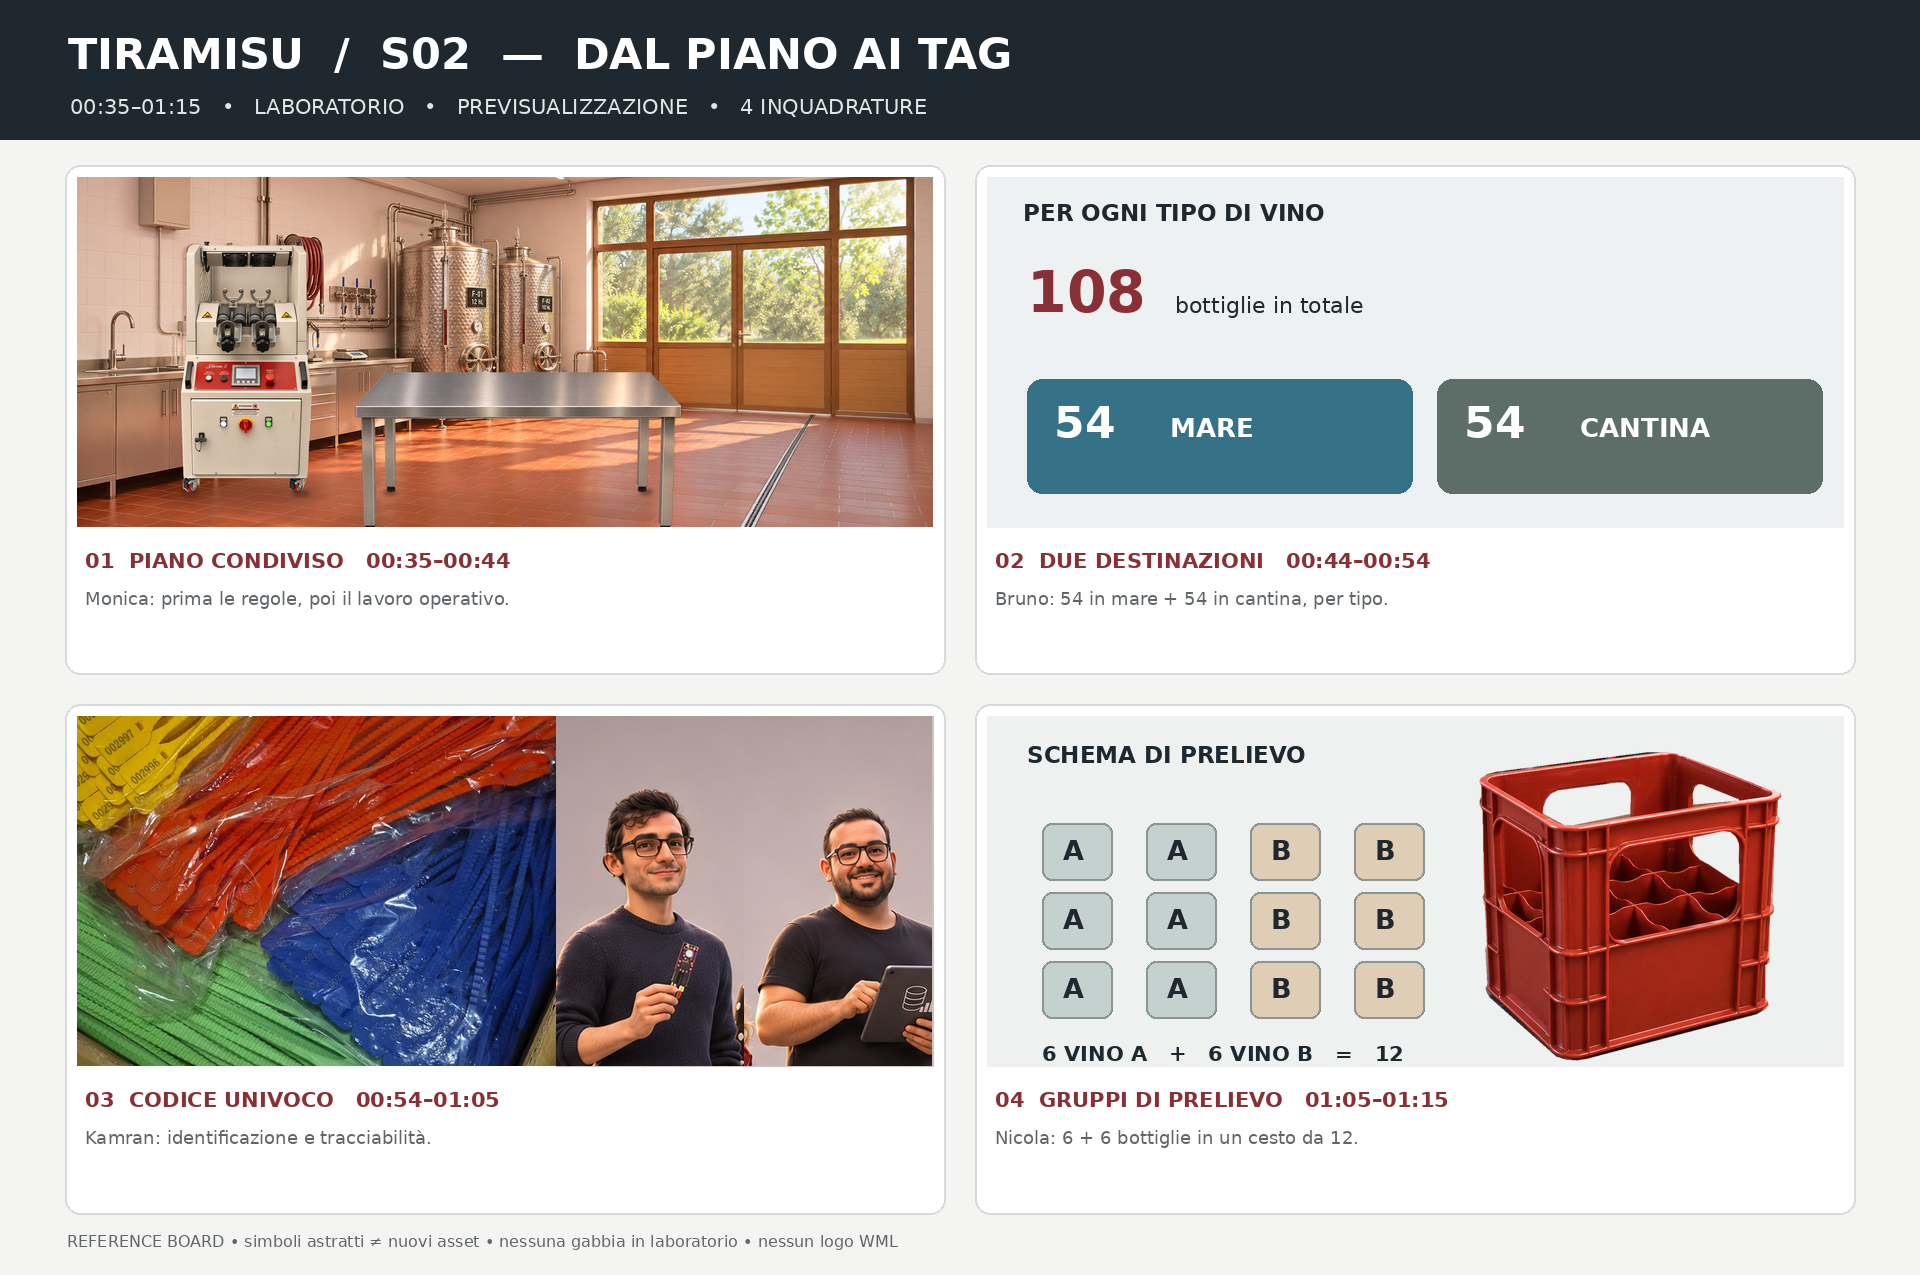 TIRAMISU / S02 — DAL PIANO AI TAG
00:35–01:15 • LABORATORIO • PREVISUALIZZAZIONE • 4 INQUADRATURE
F-01
12 HL
01 PIANO CONDIVISO 00:35–00:44
Monica: prima le regole, poi il lavoro operativo.
PER OGNI TIPO DI VINO
108 bottiglie in totale
54 MARE
54 CANTINA
02 DUE DESTINAZIONI 00:44–00:54
Bruno: 54 in mare + 54 in cantina, per tipo.
002997
002996
03 CODICE UNIVOCO 00:54–01:05
Kamran: identificazione e tracciabilità.
SCHEMA DI PRELIEVO
A A B B
A A B B
A A B B
6 VINO A + 6 VINO B = 12
04 GRUPPI DI PRELIEVO 01:05–01:15
Nicola: 6 + 6 bottiglie in un cesto da 12.
REFERENCE BOARD • simboli astratti ≠ nuovi asset • nessuna gabbia in laboratorio • nessun logo WML